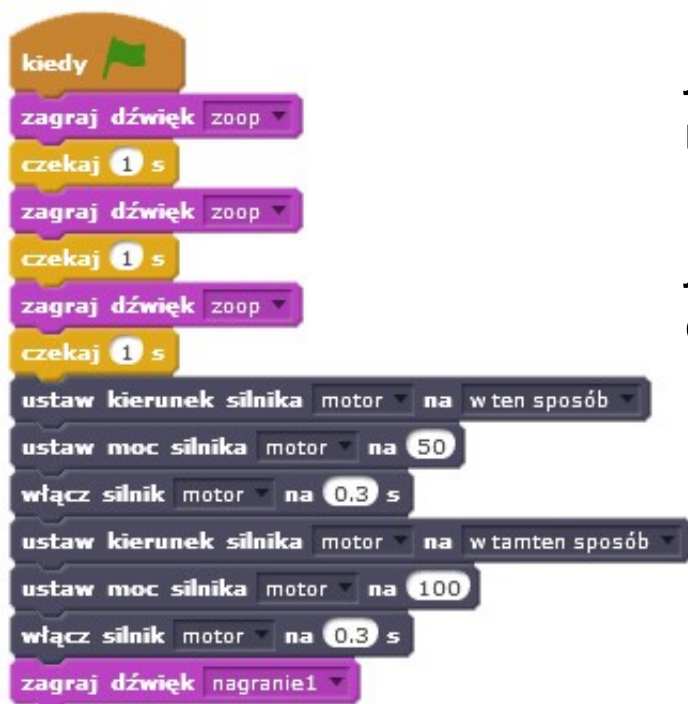 kiedy
zagraj dźwięk zoop
czekaj 1 s
zagraj dźwięk zoop
czekaj 1 s
zagraj dźwięk zoop
czekaj 1 s
ustaw kierunek silnika motor na w ten sposób
ustaw moc silnika motor na 50
włącz silnik motor na 0.3 s
ustaw kierunek silnika motor na w tamten sposób
ustaw moc silnika motor na 100
włącz silnik motor na 0.3 s
zagraj dźwięk nagranie1